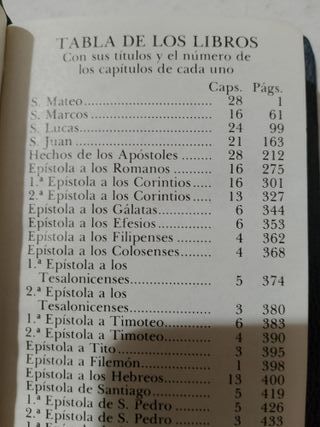 TABLA DE LOS LIBROS
Con sus títulos y el número de
los capítulos de cada uno
Caps. Págs.
S. Mateo 28 1
S. Marcos 16 61
S. Lucas 24 99
S. Juan 21 163
Hechos de los Apóstoles 28 212
Epístola a los Romanos 16 275
1.ª Epístola a los Corintios 16 301
2.ª Epístola a los Corintios 13 327
Epístola a los Gálatas 6 344
Epístola a los Efesios 6 353
Epístola a los Filipenses 4 362
Epístola a los Colosenses 4 368
1.ª Epístola a los
Tesalonicenses 5 374
2.ª Epístola a los
Tesalonicenses 3 380
1.ª Epístola a Timoteo 6 383
2.ª Epístola a Timoteo 4 390
Epístola a Tito 3 395
Epístola a Filemón 1 398
Epístola a los Hebreos 13 400
Epístola de Santiago 5 419
1.ª Epístola de S. Pedro 5 426
2.ª Epístola de S. Pedro 3 433